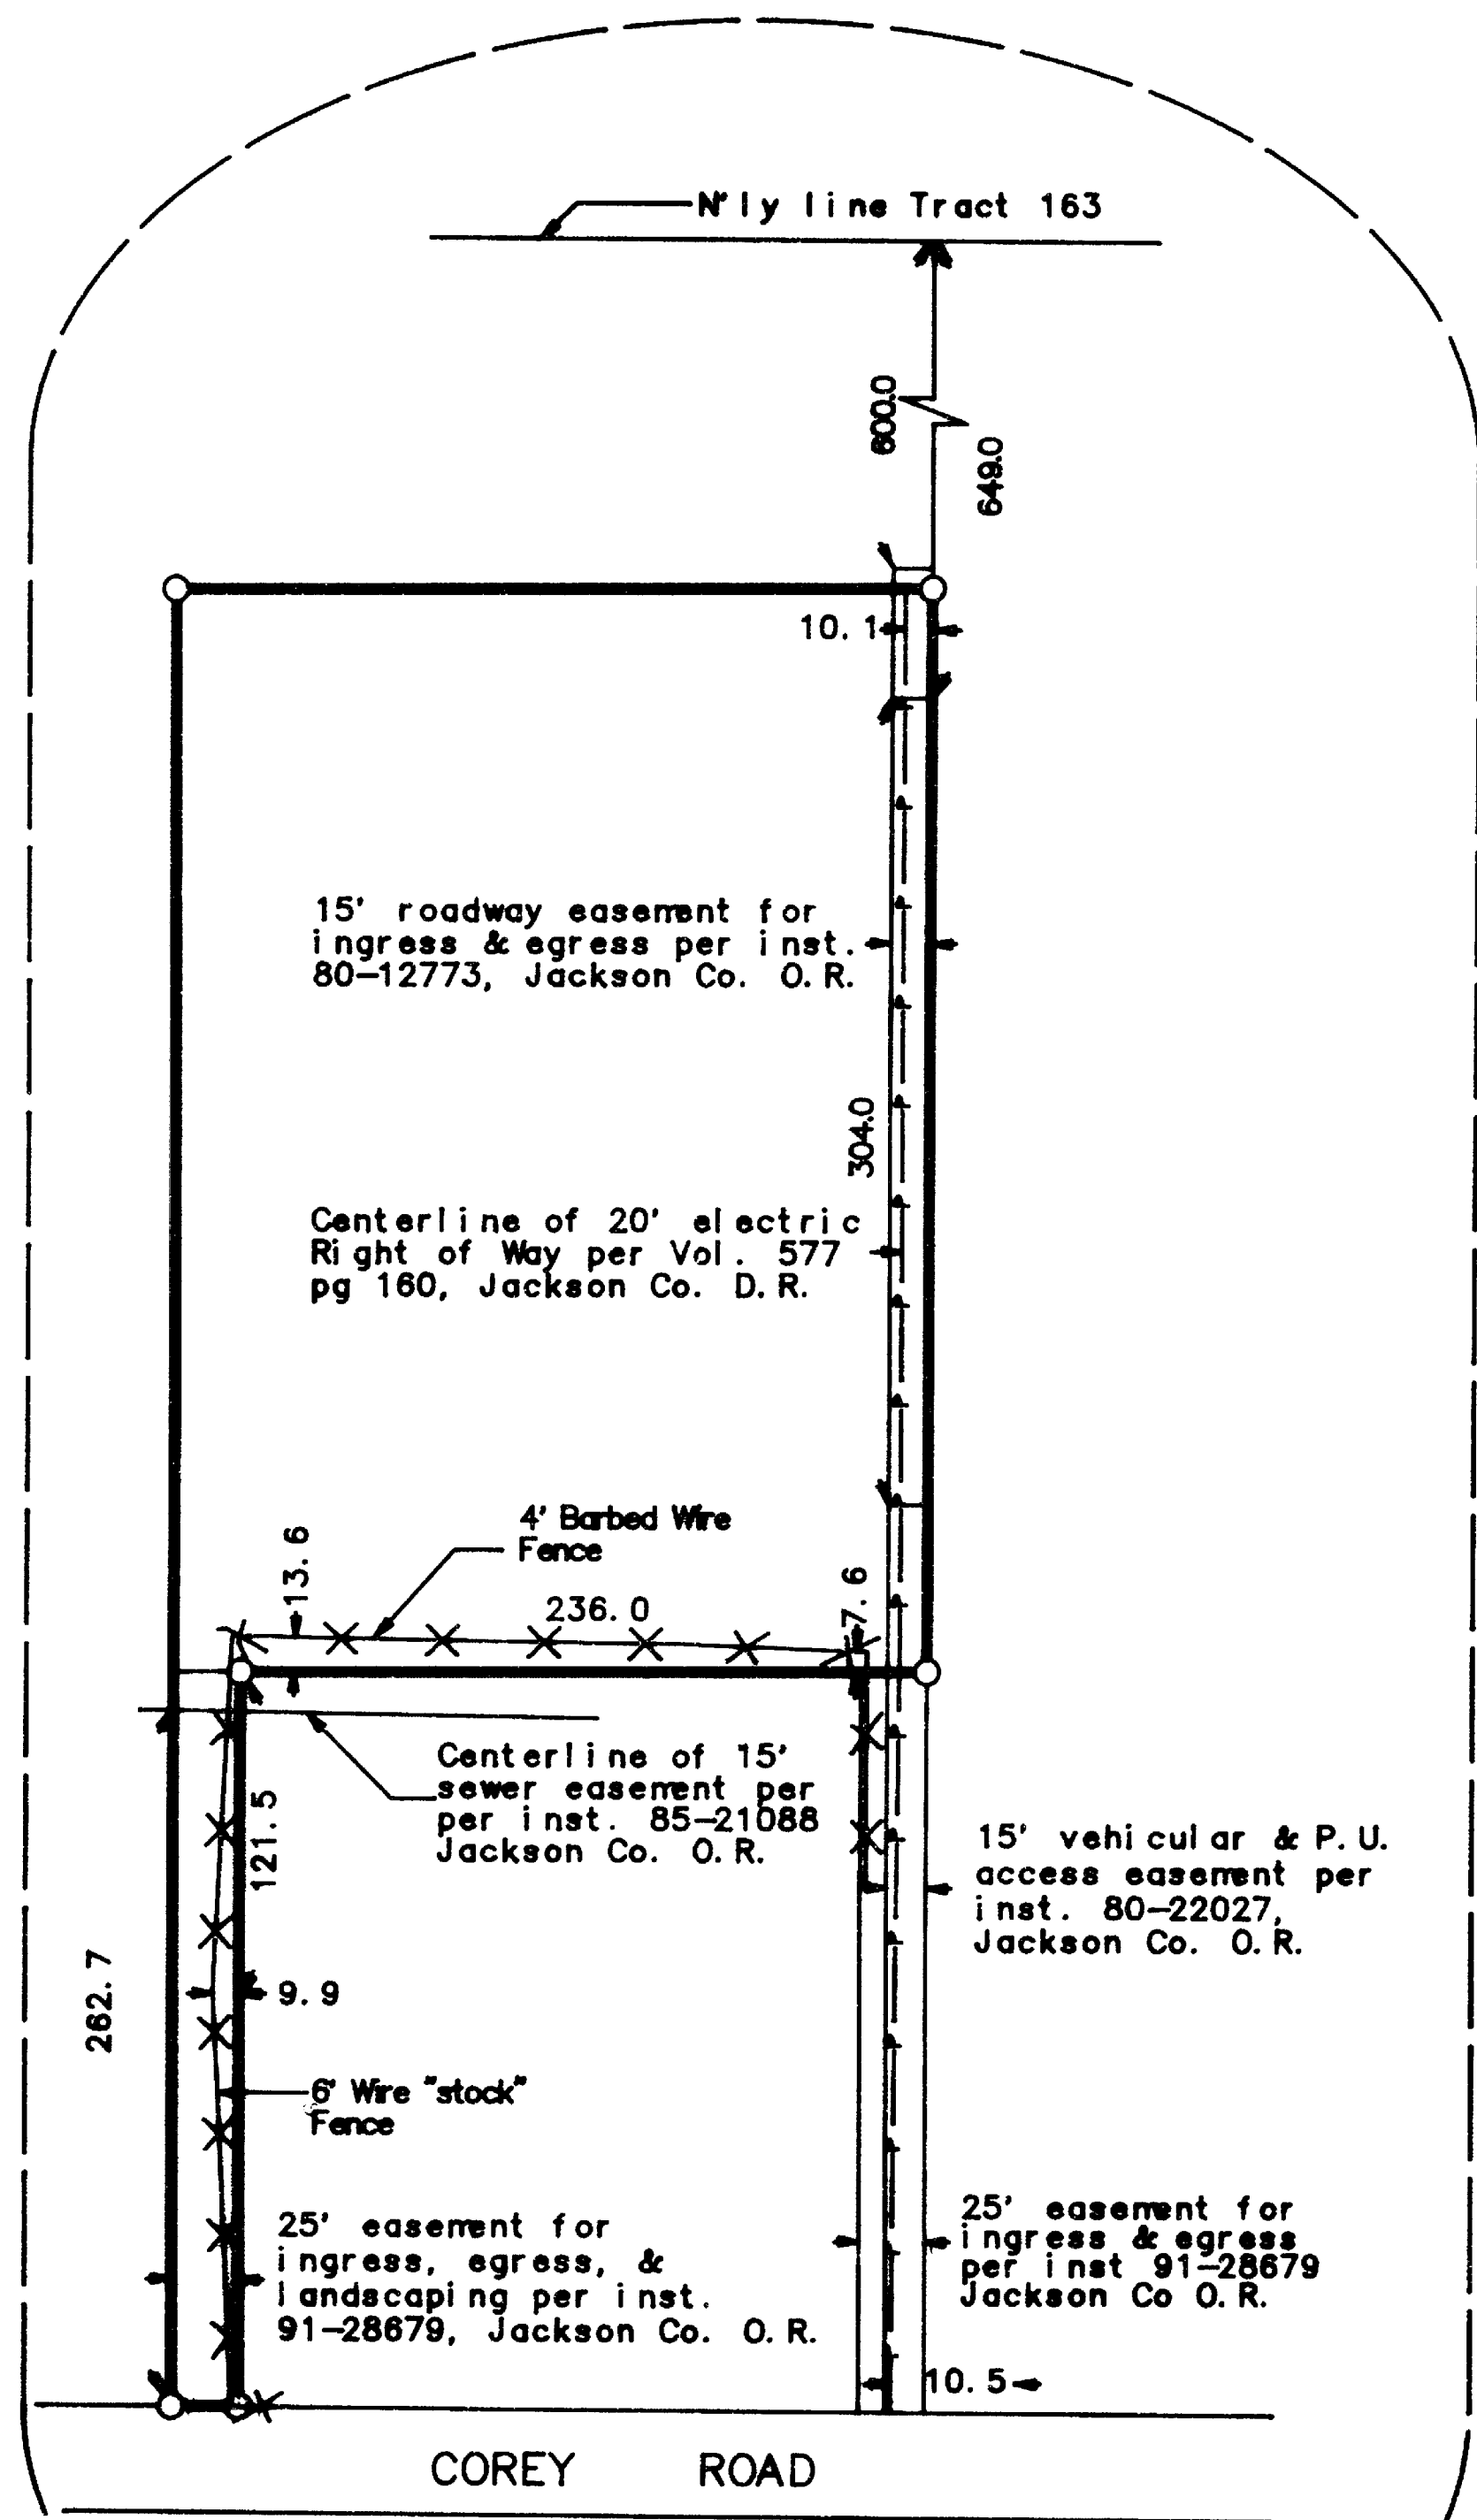 N'ly line Tract 163
600.0
649.0
10.1
15' roadway easement for
ingress & egress per inst.
80-12773, Jackson Co. O.R.
304.0
Centerline of 20' electric
Right of Way per Vol. 577
pg 160, Jackson Co. D.R.
4' Barbed Wire
Fence
13.6
236.0
7.6
Centerline of 15'
sewer easement per
per inst. 85-21088
Jackson Co. O.R.
121.5
15' vehicular & P.U.
access easement per
inst. 80-22027,
Jackson Co. O.R.
262.7
9.9
6' Wire "stock"
Fence
25' easement for
ingress, egress, &
landscaping per inst.
91-28679, Jackson Co. O.R.
25' easement for
ingress & egress
per inst 91-28679
Jackson Co O.R.
10.5
COREY ROAD